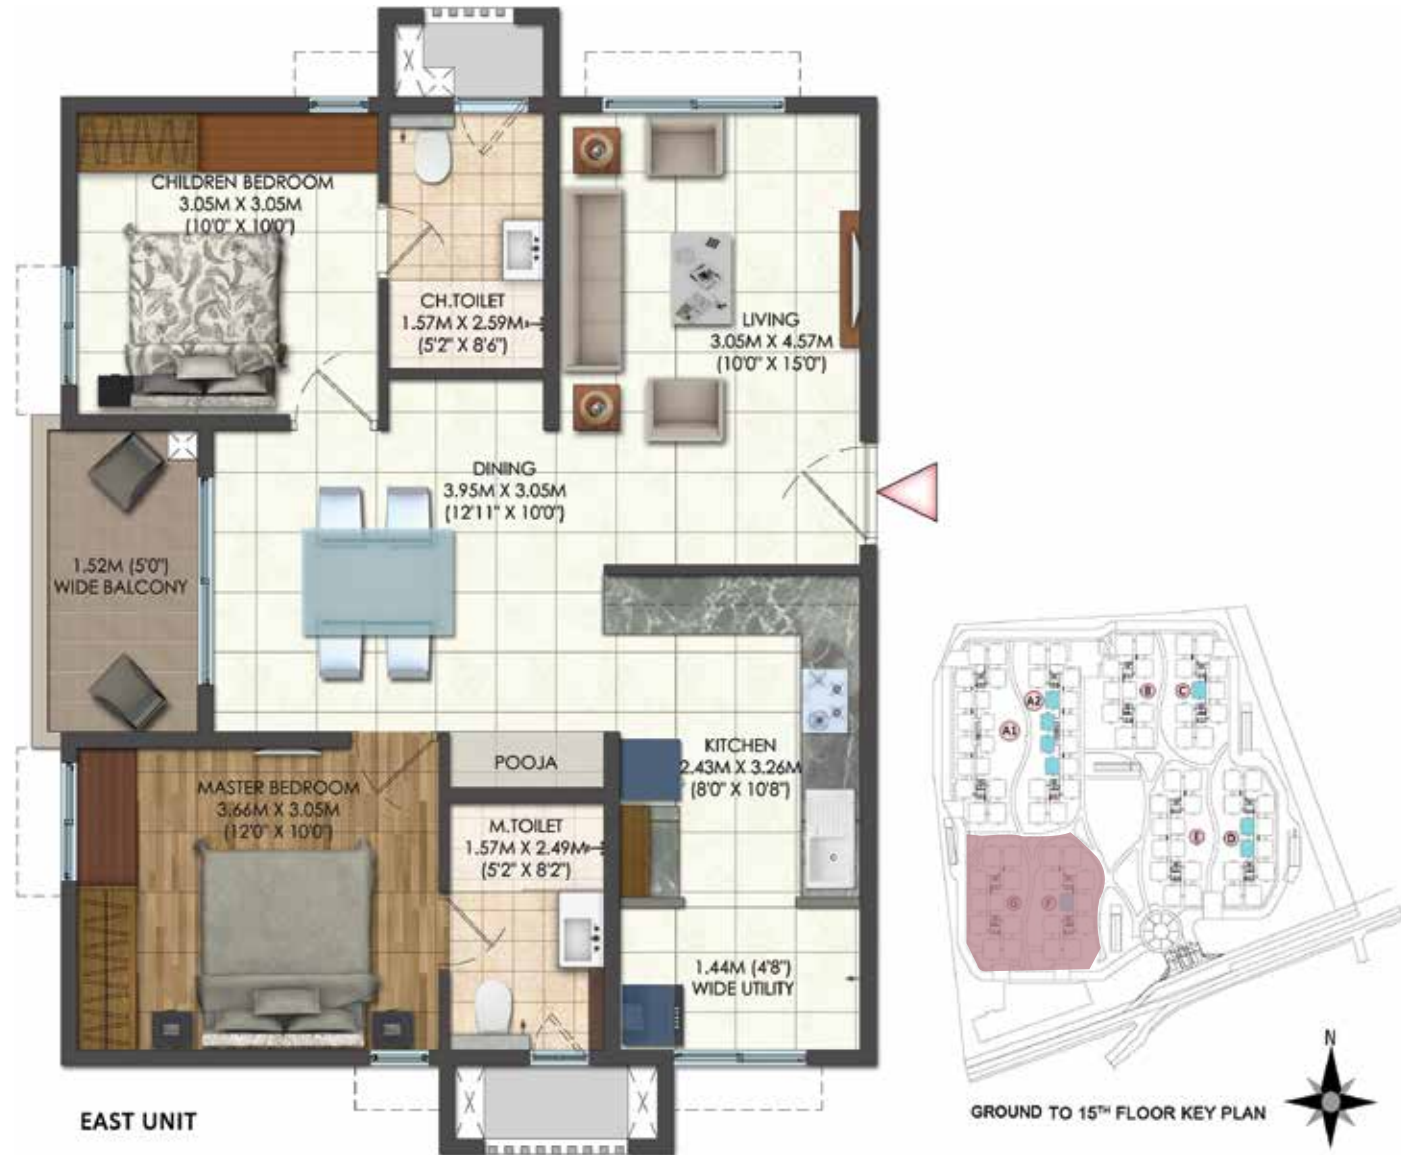 CHILDREN BEDROOM
3.05M X 3.05M
(10'0" X 10'0")
CH.TOILET
1.57M X 2.59M
(5'2" X 8'6")
LIVING
3.05M X 4.57M
(10'0" X 15'0")
DINING
3.95M X 3.05M
(12'11" X 10'0")
1.52M (5'0")
WIDE BALCONY
POOJA
KITCHEN
2.43M X 3.26M
(8'0" X 10'8")
MASTER BEDROOM
3.66M X 3.05M
(12'0" X 10'0")
M.TOILET
1.57M X 2.49M
(5'2" X 8'2")
1.44M (4'8")
WIDE UTILITY
EAST UNIT
A2
A1
B
C
E
D
G
F
N
GROUND TO 15TH FLOOR KEY PLAN